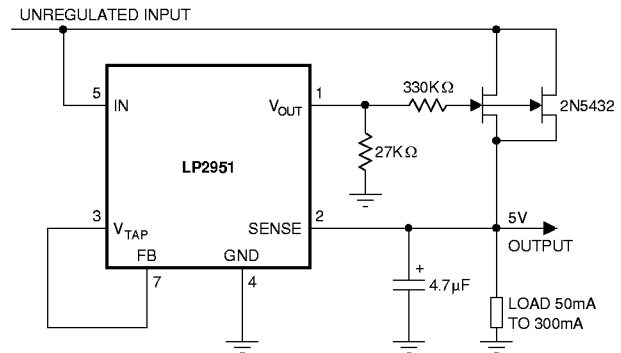 UNREGULATED INPUT
330KΩ
5
IN
1
VOUT
2N5432
27KΩ
LP2951
3
VTAP
SENSE
2
5V
OUTPUT
FB
GND
7
4
+
4.7µF
LOAD 50mA
TO 300mA